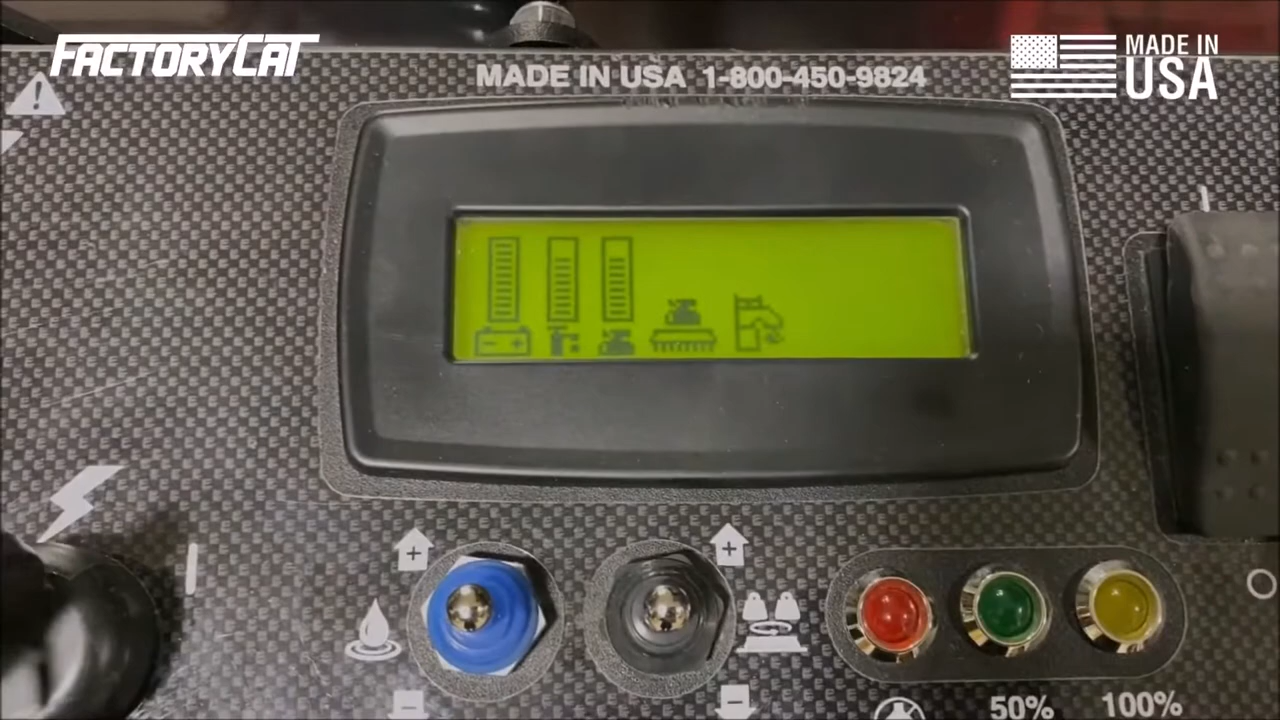 FACTORYCAT
MADE IN
USA
MADE IN USA 1-800-450-9824
50% 100%